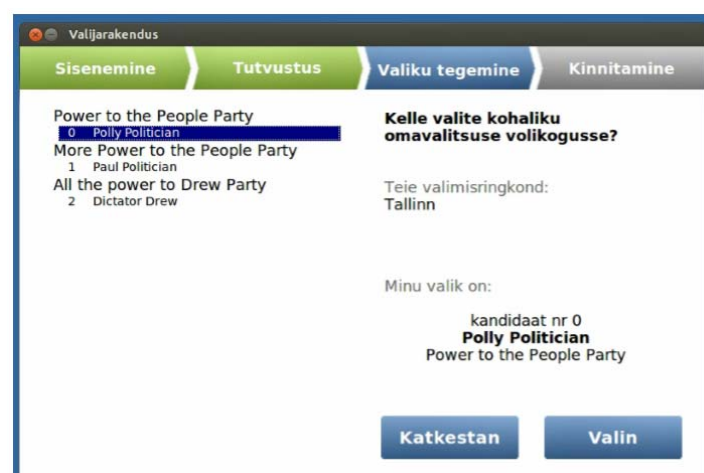 Valijarakendus
Sisenemine
Tutvustus
Valiku tegemine
Kinnitamine
Power to the People Party
0 Polly Politician
More Power to the People Party
1 Paul Politician
All the power to Drew Party
2 Dictator Drew
Kelle valite kohaliku
omavalitsuse volikogusse?
Teie valimisringkond:
Tallinn
Minu valik on:
kandidaat nr 0
Polly Politician
Power to the People Party
Katkestan
Valin